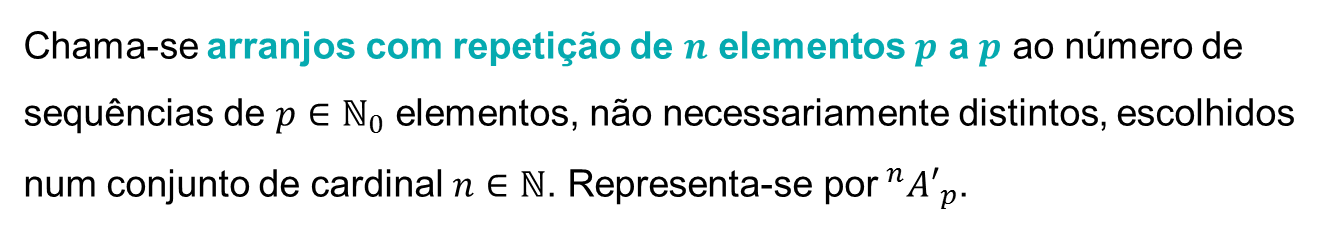 Chama-se arranjos com repetição de n elementos p a p ao número de
sequências de p ∈ ℕ₀ elementos, não necessariamente distintos, escolhidos
num conjunto de cardinal n ∈ ℕ. Representa-se por ⁿA′ₚ.